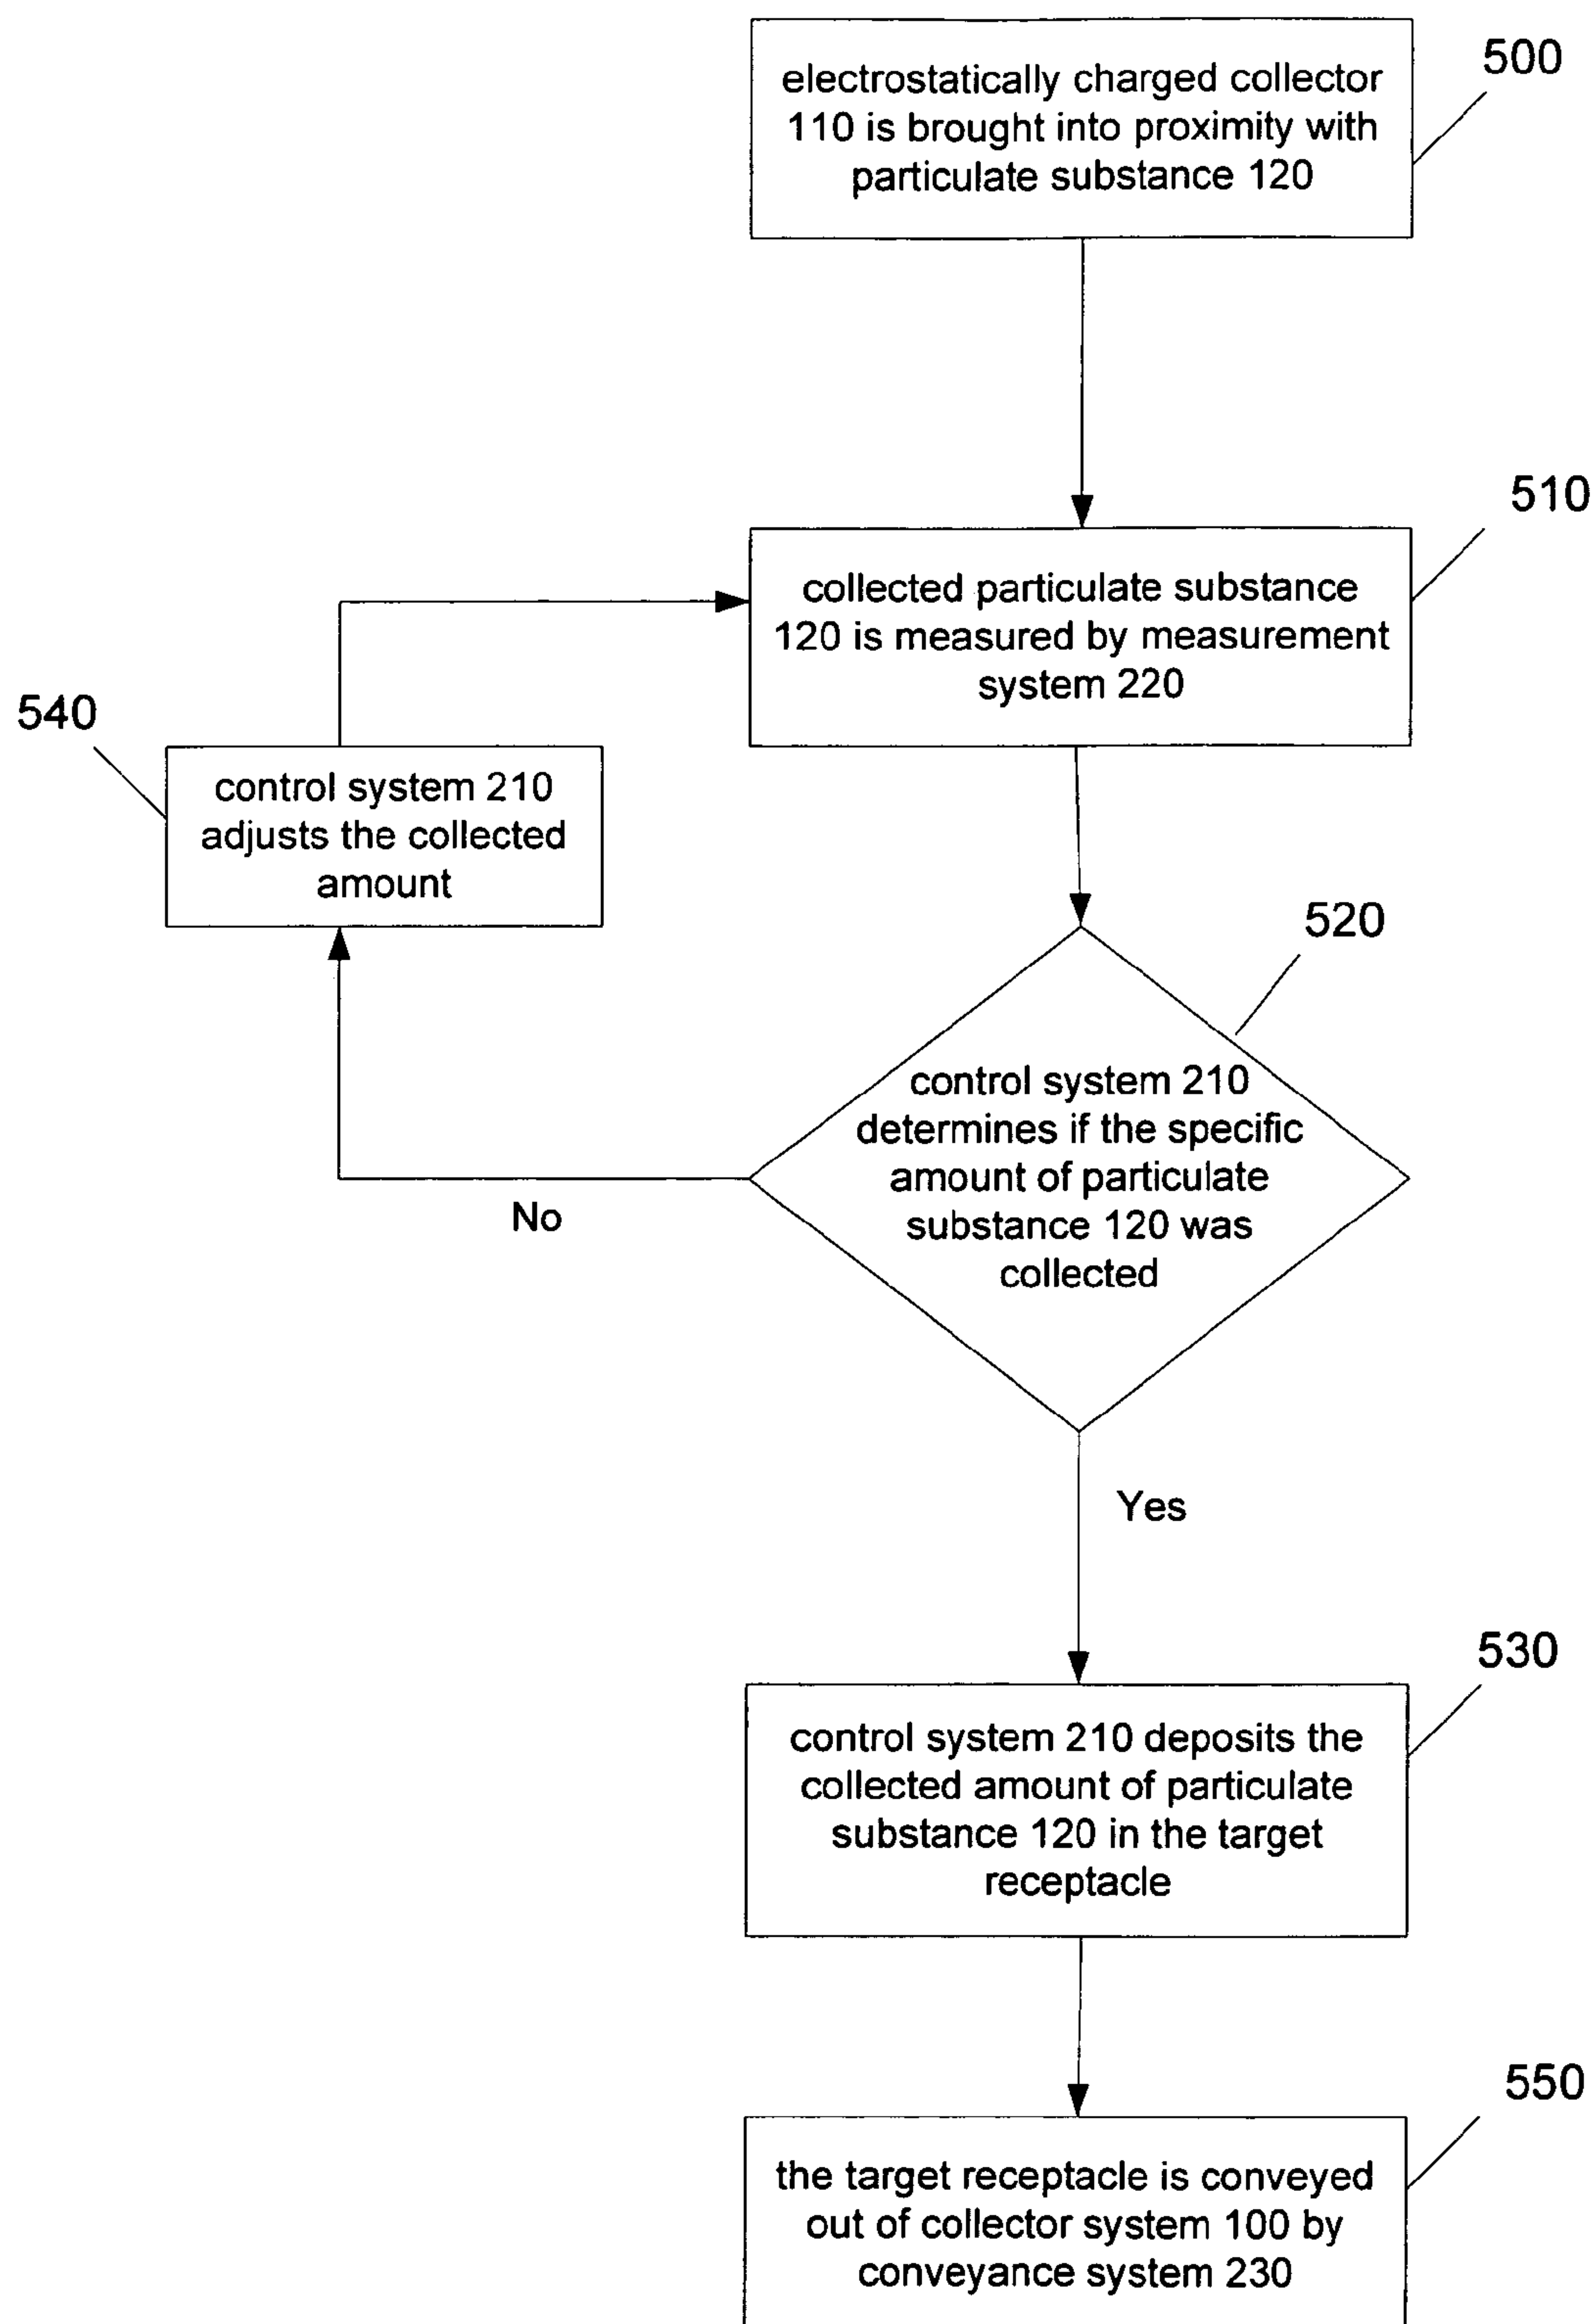 500
electrostatically charged collector
110 is brought into proximity with
particulate substance 120
510
collected particulate substance
120 is measured by measurement
system 220
540
control system 210
adjusts the collected
amount
520
control system 210
determines if the specific
amount of particulate
substance 120 was
collected
No
Yes
530
control system 210 deposits the
collected amount of particulate
substance 120 in the target
receptacle
550
the target receptacle is conveyed
out of collector system 100 by
conveyance system 230